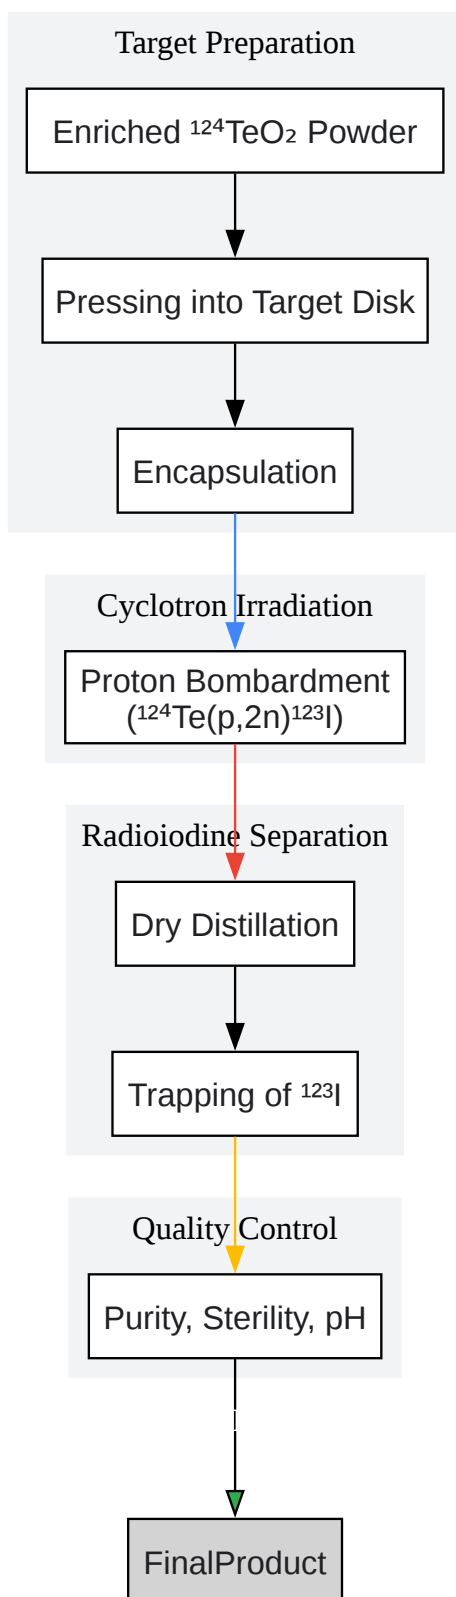 Target Preparation
Enriched ¹²⁴TeO₂ Powder
Pressing into Target Disk
Encapsulation
Cyclotron Irradiation
Proton Bombardment
(¹²⁴Te(p,2n)¹²³I)
Radioiodine Separation
Dry Distillation
Trapping of ¹²³I
Quality Control
Purity, Sterility, pH
FinalProduct